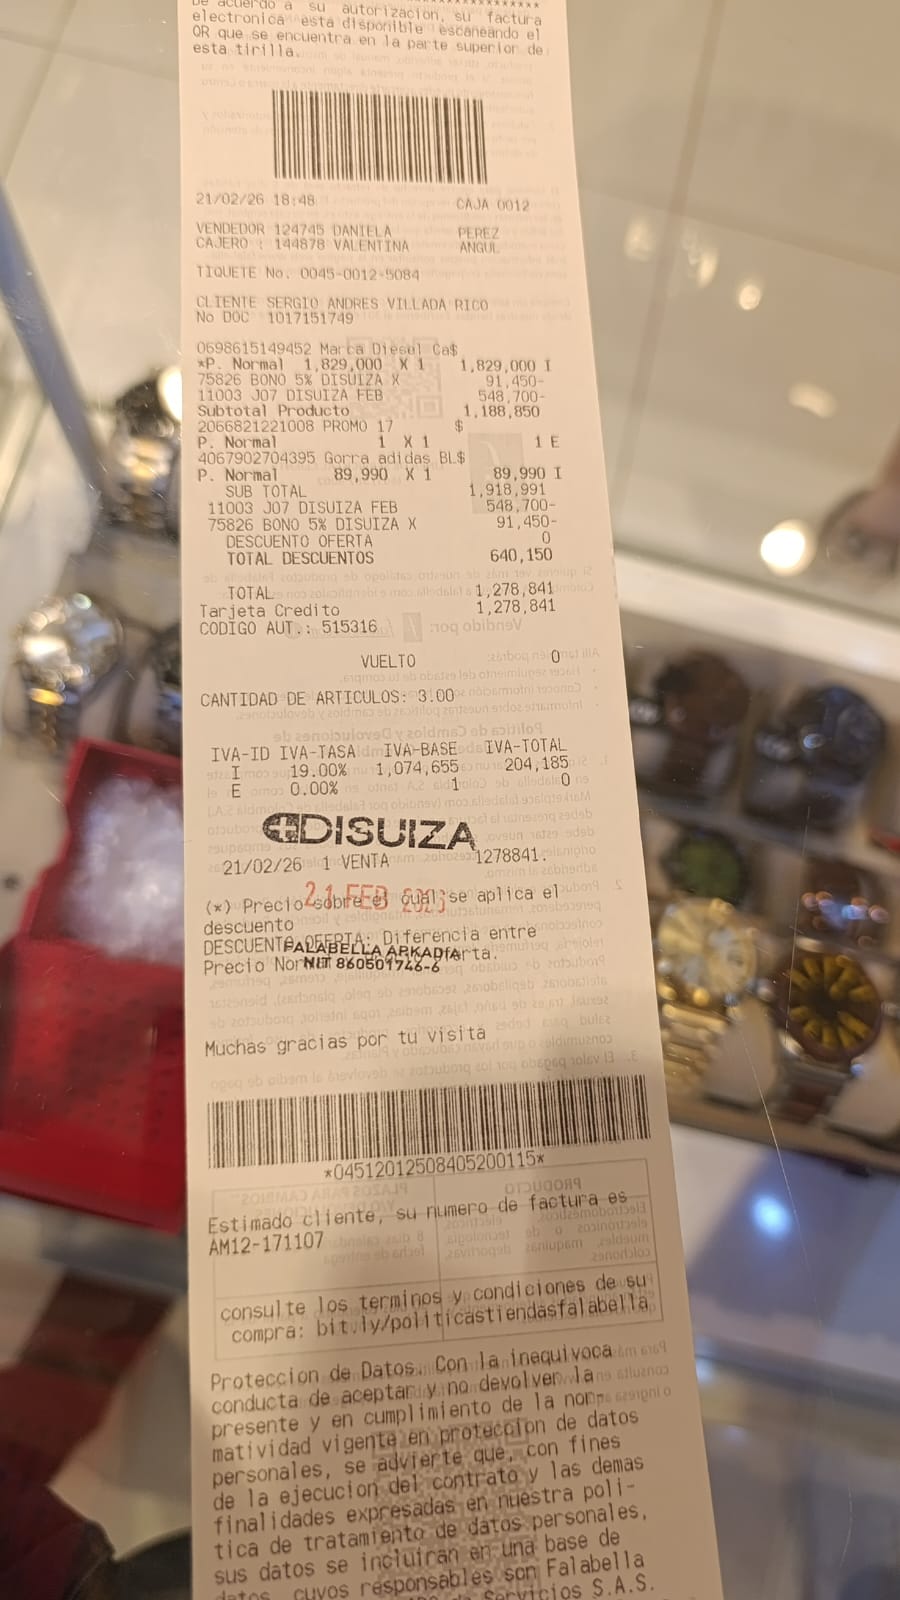 De acuerdo a su autorizacion, su factura
electronica esta disponible escaneando el
QR que se encuentra en la parte superior de
esta tirilla.
21/02/26 18:48 CAJA 0012
VENDEDOR 124745 DANIELA PEREZ
CAJERO : 144878 VALENTINA ANGUL
TIQUETE No. 0045-0012-5084
CLIENTE SERGIO ANDRES VILLADA RICO
No DOC 1017151749
0698615149452 Marca Diesel Ca$
*P. Normal 1,829,000 X 1 1,829,000 I
75826 BONO 5% DISUIZA X 91,450-
11003 J07 DISUIZA FEB 548,700-
Subtotal Producto 1,188,850
2066821221008 PROMO 17 $
P. Normal 1 X 1 1 E
4067902704395 Gorra adidas BL$
P. Normal 89,990 X 1 89,990 I
SUB TOTAL 1,918,991
11003 J07 DISUIZA FEB 548,700-
75826 BONO 5% DISUIZA X 91,450-
DESCUENTO OFERTA 0
TOTAL DESCUENTOS 640,150
TOTAL 1,278,841
Tarjeta Credito 1,278,841
CODIGO AUT.: 515316
VUELTO 0
CANTIDAD DE ARTICULOS: 3.00
IVA-ID IVA-TASA IVA-BASE IVA-TOTAL
I 19.00% 1,074,655 204,185
E 0.00% 1 0
DISUIZA
21/02/26 1 VENTA 1278841.
21 FEB
(*) Precio sobre el cual se aplica el
descuento
DESCUENTO OFERTA: Diferencia entre
FALABELLA ARKADIA
Precio
NIT 860501746-6
Muchas gracias por tu visita
*04512012508405200115*
Estimado cliente, su numero de factura es
AM12-171107
consulte los terminos y condiciones de su
compra: bit.ly/politicastiendasfalabella
Proteccion de Datos. Con la inequivoca
conducta de aceptar y no devolver la
presente y en cumplimiento de la nor-
matividad vigente en protección de datos
personales, se advierte que, con fines
de la ejecucion del contrato y las demas
finalidades expresadas en nuestra poli-
tica de tratamiento de datos personales,
sus datos se incluiran en una base de
datos, cuyos responsables son Falabella
Servicios S.A.S.